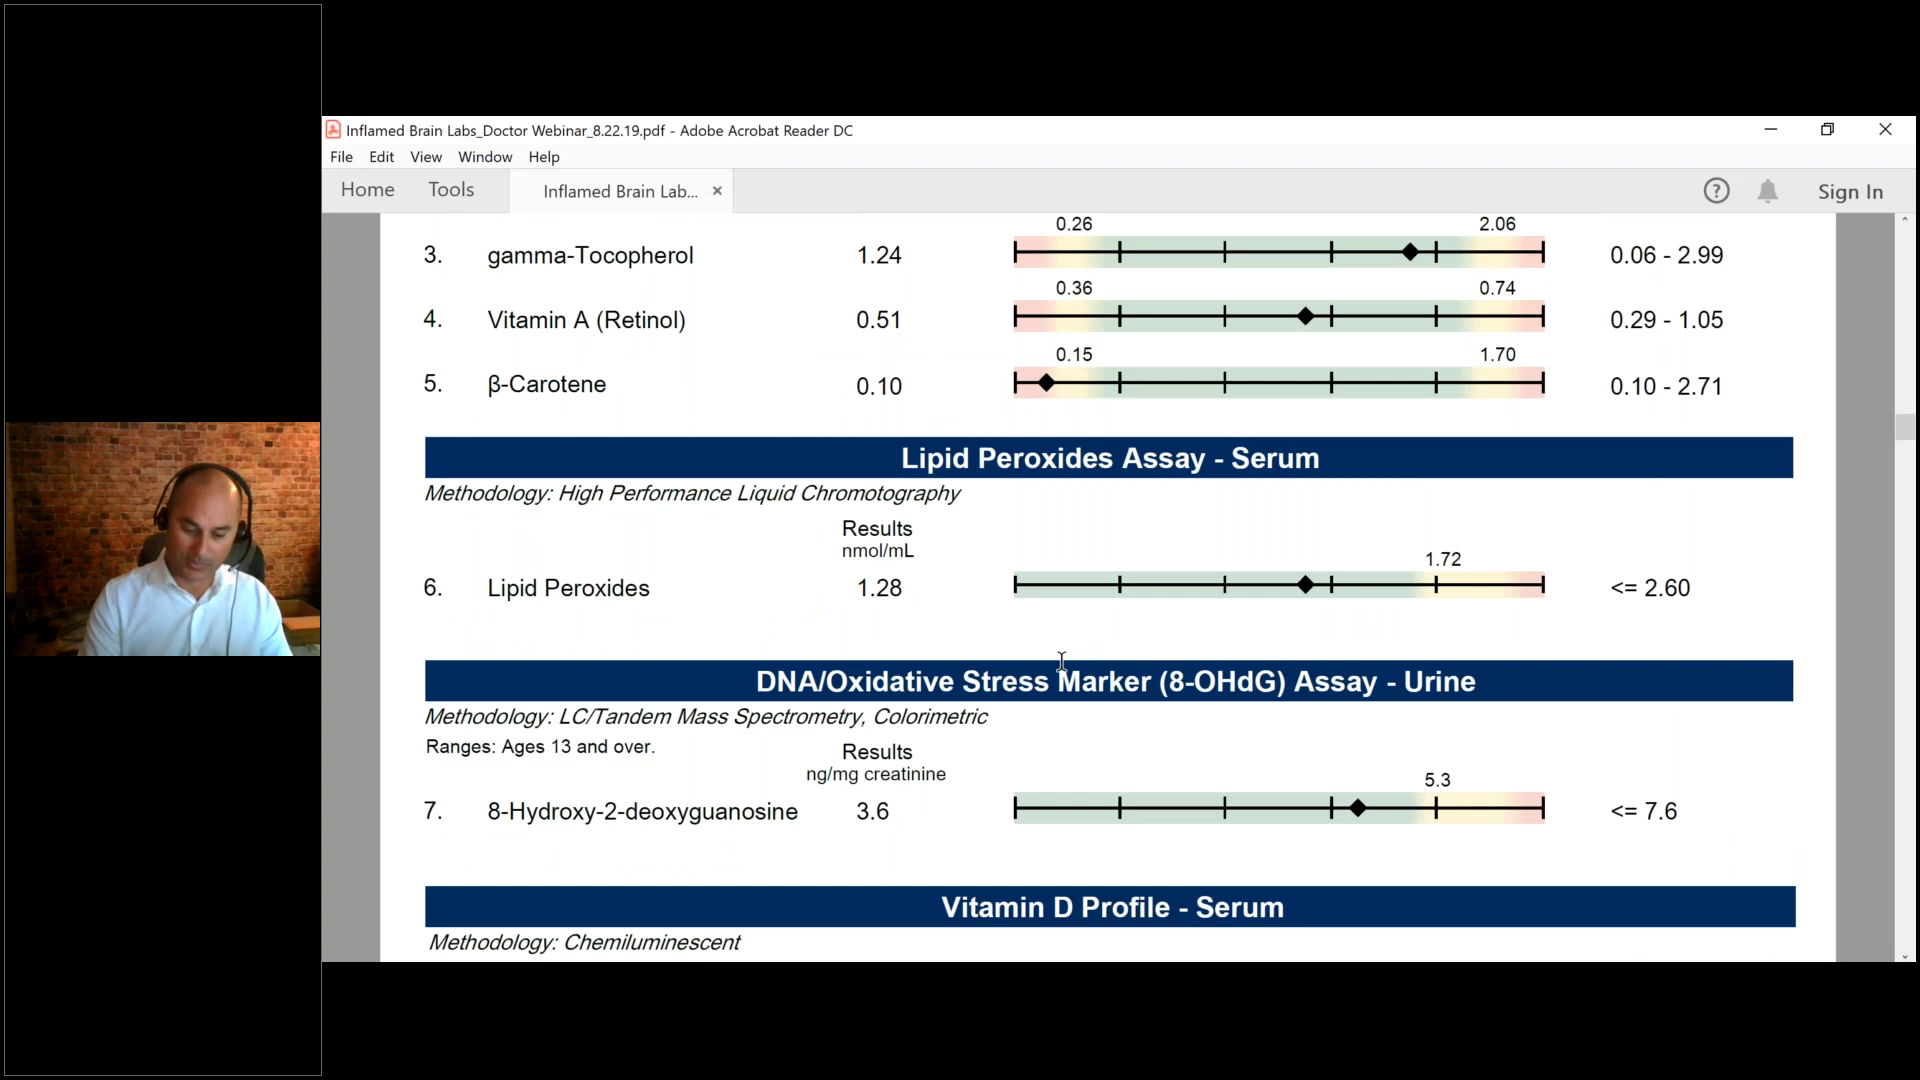 Inflamed Brain Labs_Doctor Webinar_8.22.19.pdf - Adobe Acrobat Reader DC
File Edit View Window Help
Home Tools Inflamed Brain Lab... Sign In
0.26 2.06
3. gamma-Tocopherol 1.24 0.06 - 2.99
0.36 0.74
4. Vitamin A (Retinol) 0.51 0.29 - 1.05
0.15 1.70
5. β-Carotene 0.10 0.10 - 2.71
Lipid Peroxides Assay - Serum
Methodology: High Performance Liquid Chromotography
Results
nmol/mL
1.72
6. Lipid Peroxides 1.28 <= 2.60
DNA/Oxidative Stress Marker (8-OHdG) Assay - Urine
Methodology: LC/Tandem Mass Spectrometry, Colorimetric
Ranges: Ages 13 and over.
Results
ng/mg creatinine
5.3
7. 8-Hydroxy-2-deoxyguanosine 3.6 <= 7.6
Vitamin D Profile - Serum
Methodology: Chemiluminescent